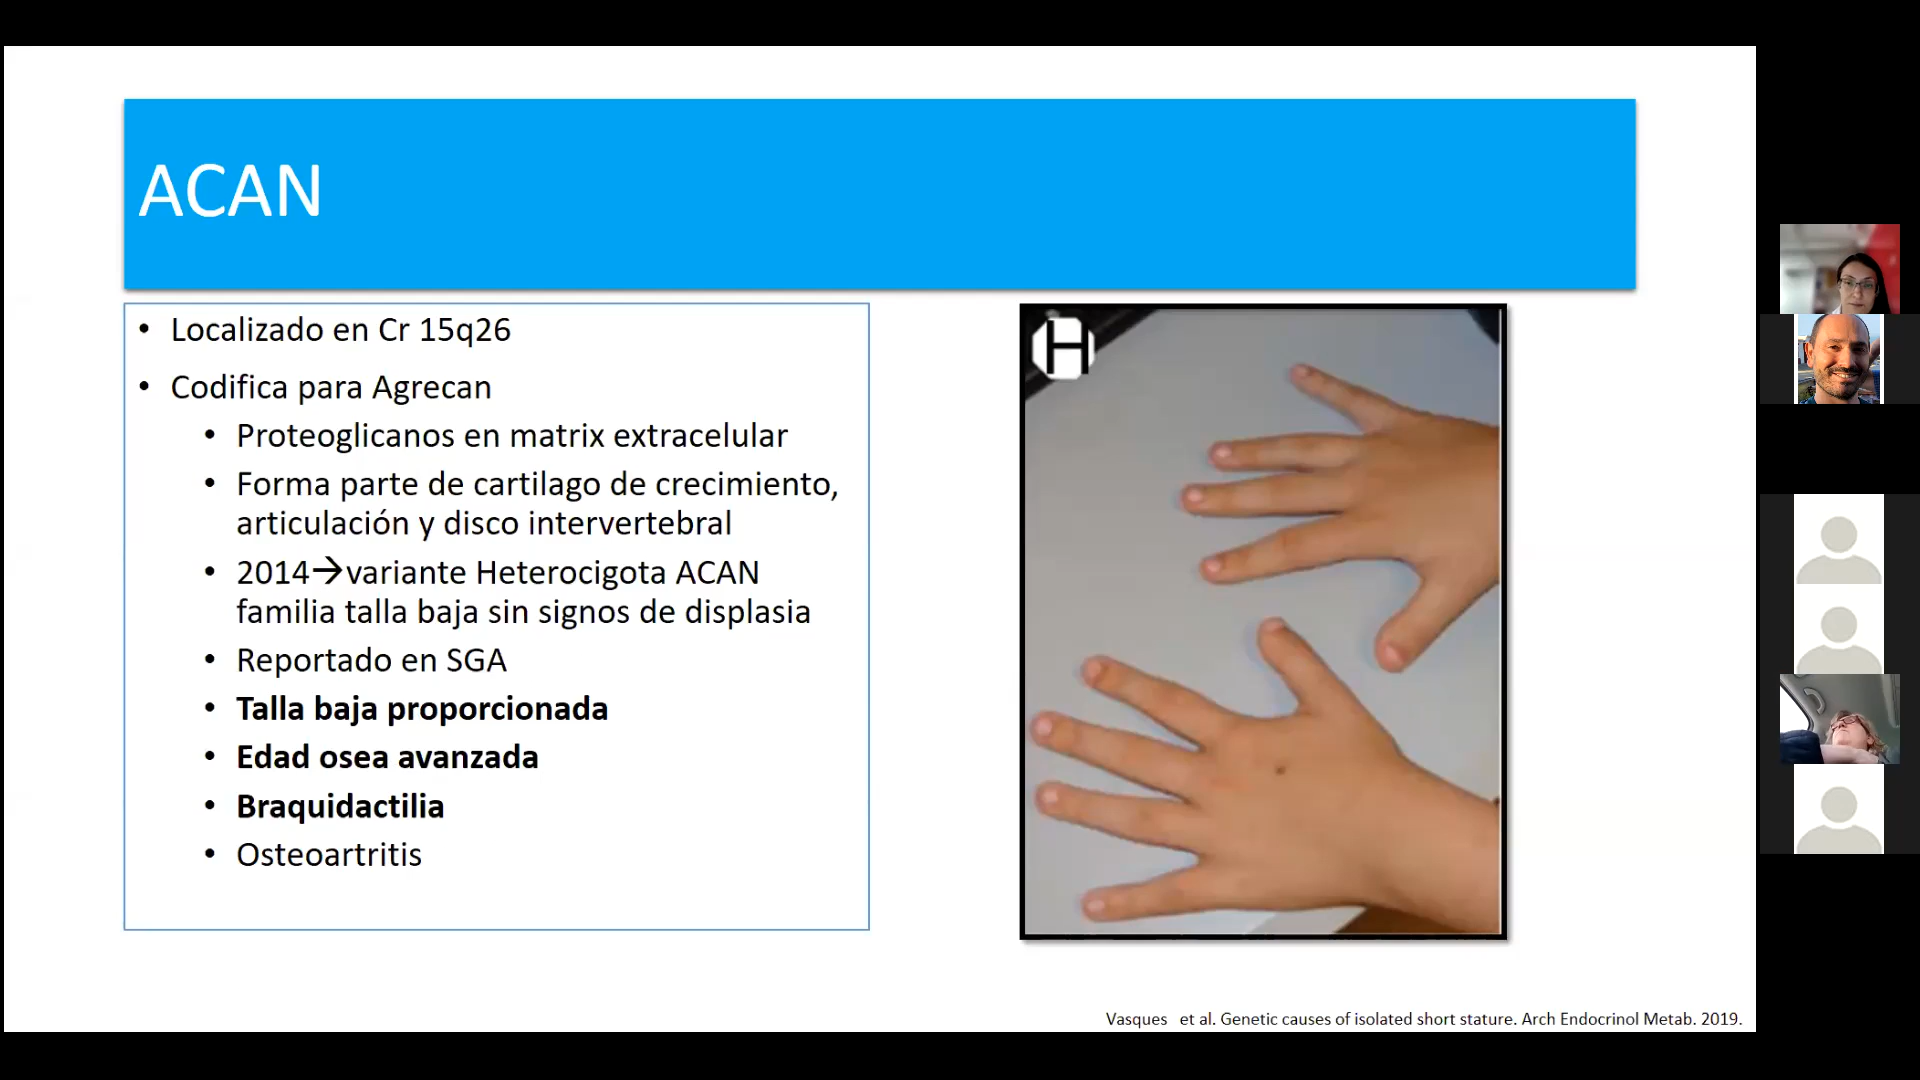 ACAN
• Localizado en Cr 15q26
• Codifica para Agrecan
• Proteoglicanos en matrix extracelular
• Forma parte de cartilago de crecimiento,
articulación y disco intervertebral
• 2014→variante Heterocigota ACAN
familia talla baja sin signos de displasia
• Reportado en SGA
• Talla baja proporcionada
• Edad osea avanzada
• Braquidactilia
• Osteoartritis
H
Vasques et al. Genetic causes of isolated short stature. Arch Endocrinol Metab. 2019.